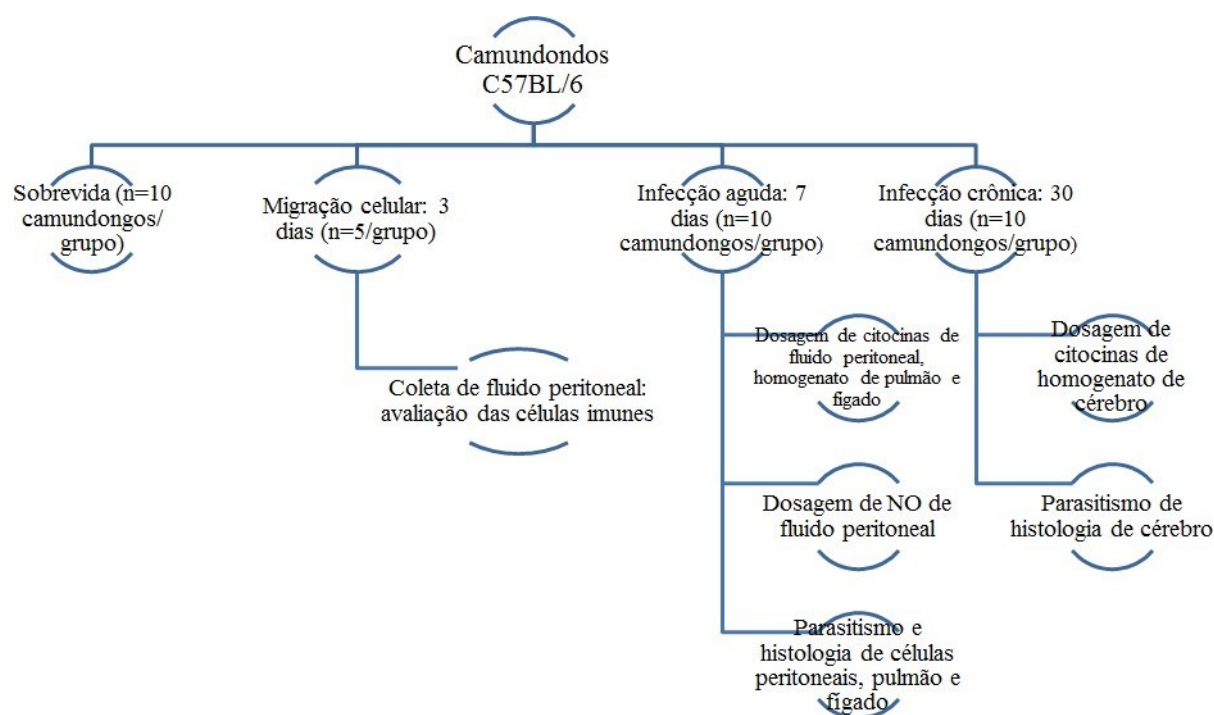 Camundondos
C57BL/6
Sobrevida (n=10
camundongos/
grupo)
Migração celular: 3
dias (n=5/grupo)
Infecção aguda: 7
dias (n=10
camundongos/grupo)
Infecção crônica: 30
dias (n=10
camundongos/grupo)
Coleta de fluido peritoneal:
avaliação das células imunes
Dosagem de citocinas de
fluido peritoneal,
homogenato de pulmão e
fígado
Dosagem de NO de
fluido peritoneal
Parasitismo e
histologia de células
peritoneais, pulmão e
fígado
Dosagem de
citocinas de
homogenato de
cérebro
Parasitismo de
histologia de cérebro